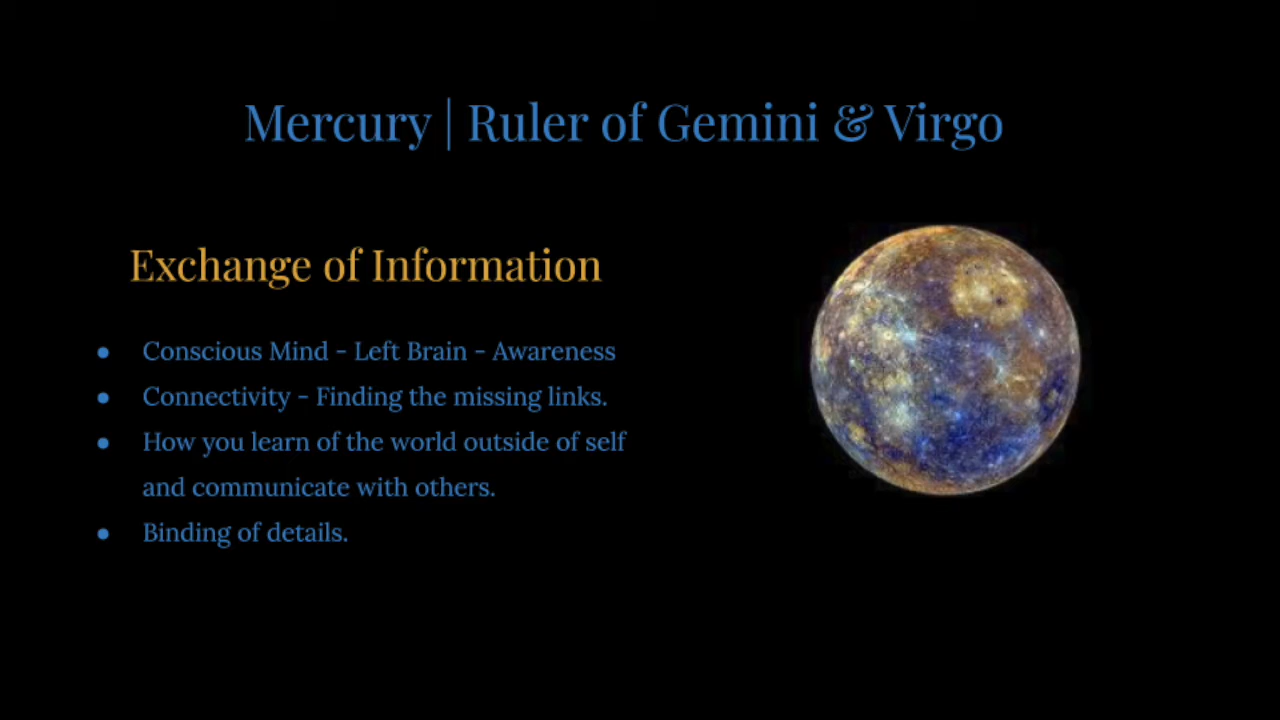 Mercury | Ruler of Gemini & Virgo
Exchange of Information
● Conscious Mind - Left Brain - Awareness
● Connectivity - Finding the missing links.
● How you learn of the world outside of self
and communicate with others.
● Binding of details.